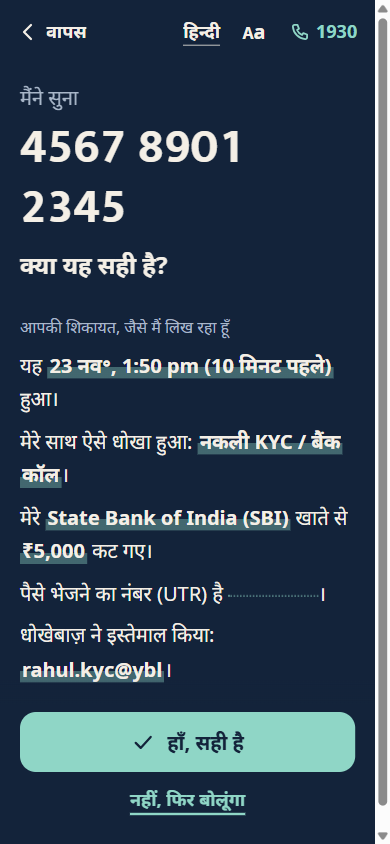 वापस
हिन्दी
Aa
1930
मैंने सुना
4567 8901
2345
क्या यह सही है?
आपकी शिकायत, जैसे मैं लिख रहा हूँ
यह 23 नव॰, 1:50 pm (10 मिनट पहले)
हुआ।
मेरे साथ ऐसे धोखा हुआ: नकली KYC / बैंक
कॉल।
मेरे State Bank of India (SBI) खाते से
₹5,000 कट गए।
पैसे भेजने का नंबर (UTR) है ।
धोखेबाज़ ने इस्तेमाल किया:
rahul.kyc@ybl।
हाँ, सही है
नहीं, फिर बोलूंगा